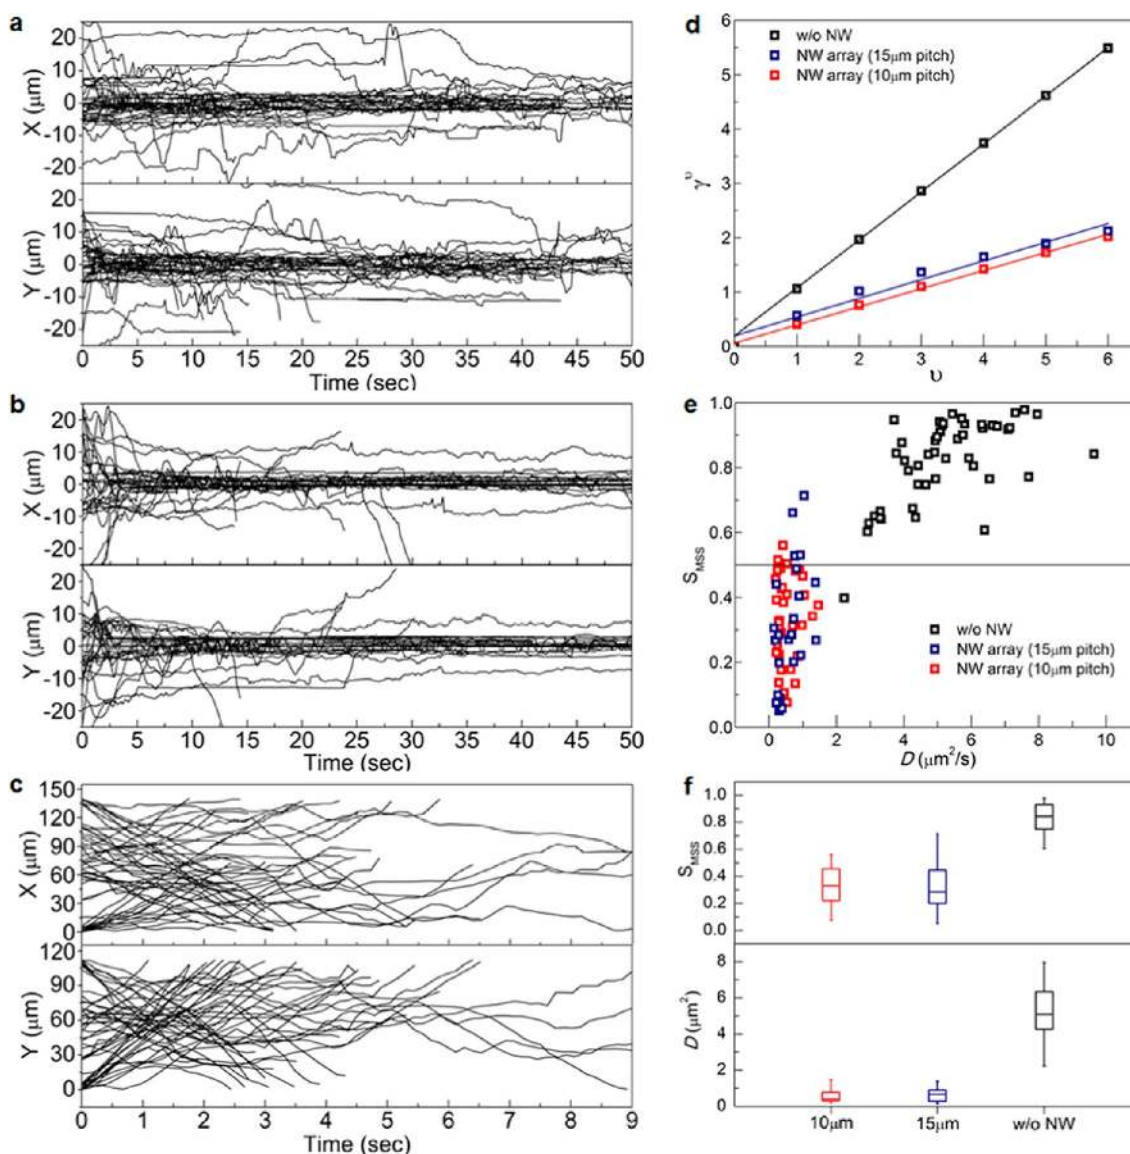 a
20
10
0
-10
-20
X (μm)
20
10
0
-10
-20
Y (μm)
0 5 10 15 20 25 30 35 40 45 50
Time (sec)
b
20
10
0
-10
-20
X (μm)
20
10
0
-10
-20
Y (μm)
0 5 10 15 20 25 30 35 40 45 50
Time (sec)
c
150
120
90
60
30
0
X (μm)
120
90
60
30
0
Y (μm)
0 1 2 3 4 5 6 7 8 9
Time (sec)
d
6
5
4
3
2
1
0
γ^υ
w/o NW
NW array (15μm pitch)
NW array (10μm pitch)
0 1 2 3 4 5 6
υ
e
1.0
0.8
0.6
0.4
0.2
0.0
S_MSS
w/o NW
NW array (15μm pitch)
NW array (10μm pitch)
0 2 4 6 8 10
D (μm²/s)
f
1.0
0.8
0.6
0.4
0.2
0.0
S_MSS
8
6
4
2
0
D (μm²)
10μm 15μm w/o NW